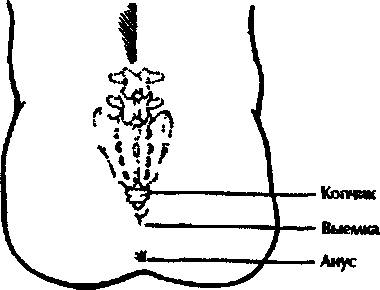 Копчик
Выемка
Анус